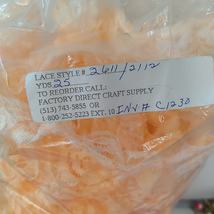 LACE STYLE # 2611/2112
YDS 25
TO REORDER CALL:
FACTORY DIRECT CRAFT SUPPLY
(513) 743-5855 OR
1-800-252-5223 EXT. 10 INV # C1230